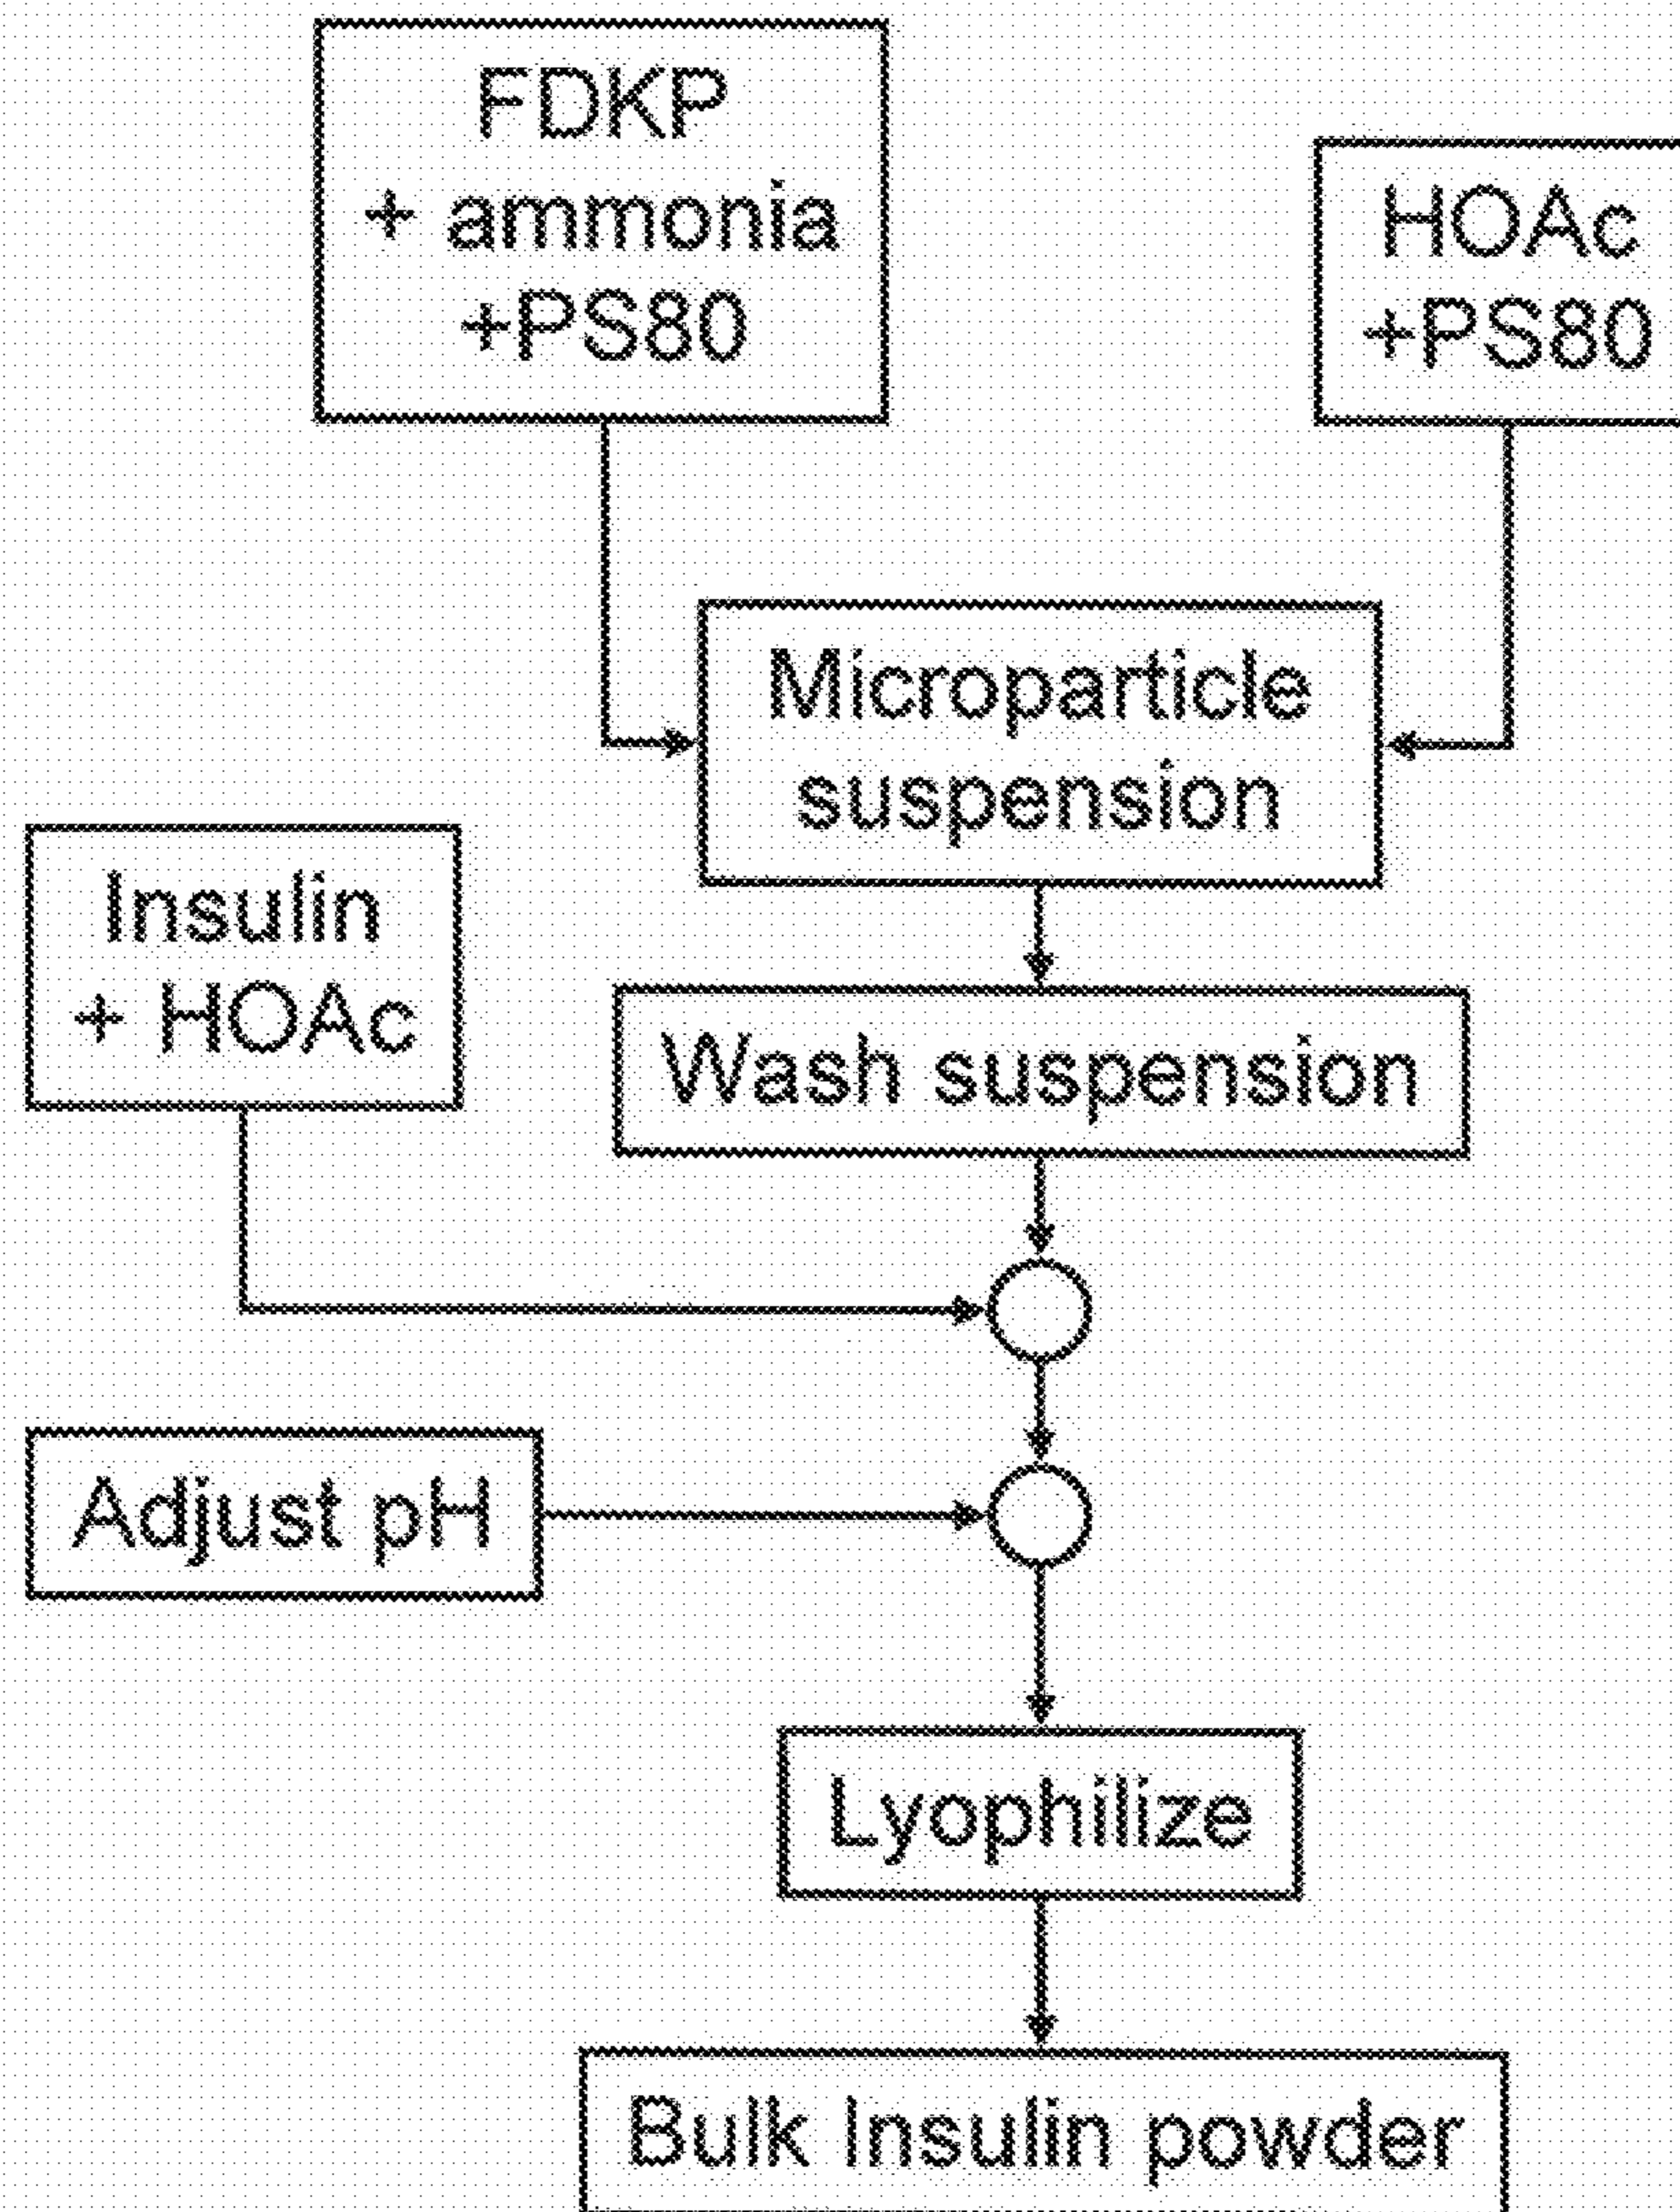 FDKP
+ ammonia
+PS80
HOAc
+PS80
Microparticle
suspension
Insulin
+ HOAc
Wash suspension
Adjust pH
Lyophilize
Bulk Insulin powder